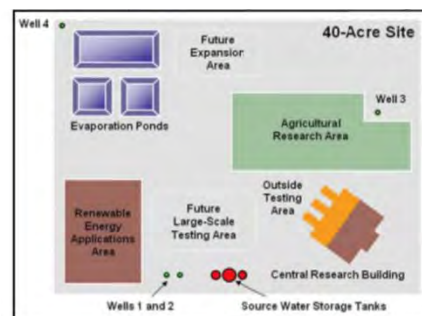 Well 4
40-Acre Site
Future
Expansion
Area
Well 3
Evaporation Ponds
Agricultural
Research Area
Outside
Testing
Area
Renewable
Energy
Applications
Area
Future
Large-Scale
Testing Area
Central Research Building
Wells 1 and 2
Source Water Storage Tanks